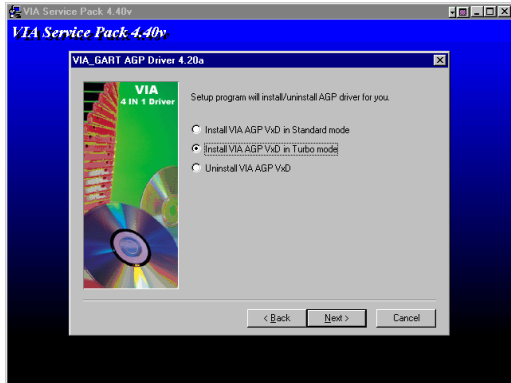 VIA Service Pack 4.40v
VIA Service Pack 4.40v
VIA_GART AGP Driver 4.20a
VIA
4 IN 1 Driver
Setup program will install/uninstall AGP driver for you.
Install VIA AGP VxD in Standard mode
Install VIA AGP VxD in Turbo mode
Uninstall VIA AGP VxD
< Back
Next >
Cancel